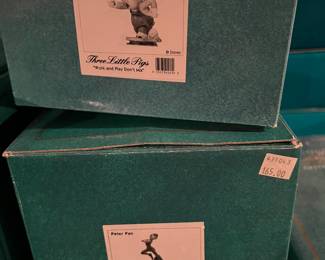 © Disney
Three Little Pigs
"Work and Play Don't Mix"
437063
165.00
Peter Pan